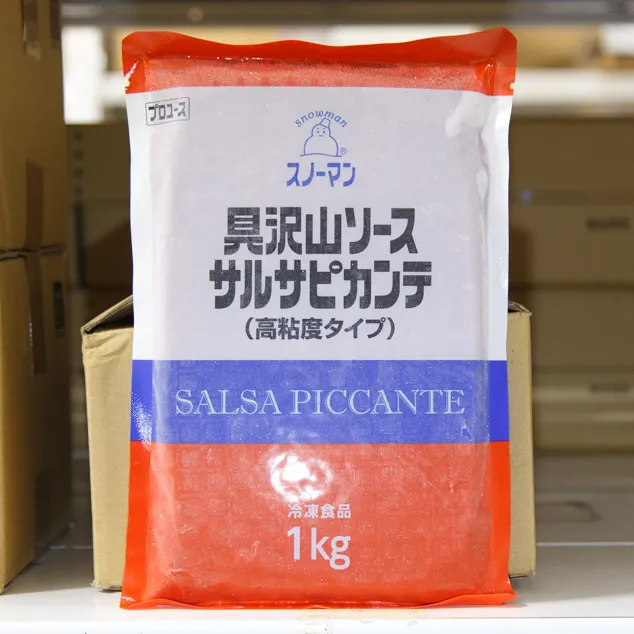 プロユース
snowman
®
スノーマン
具沢山ソース
サルサピカンテ
(高粘度タイプ)
SALSA PICCANTE
冷凍食品
1kg